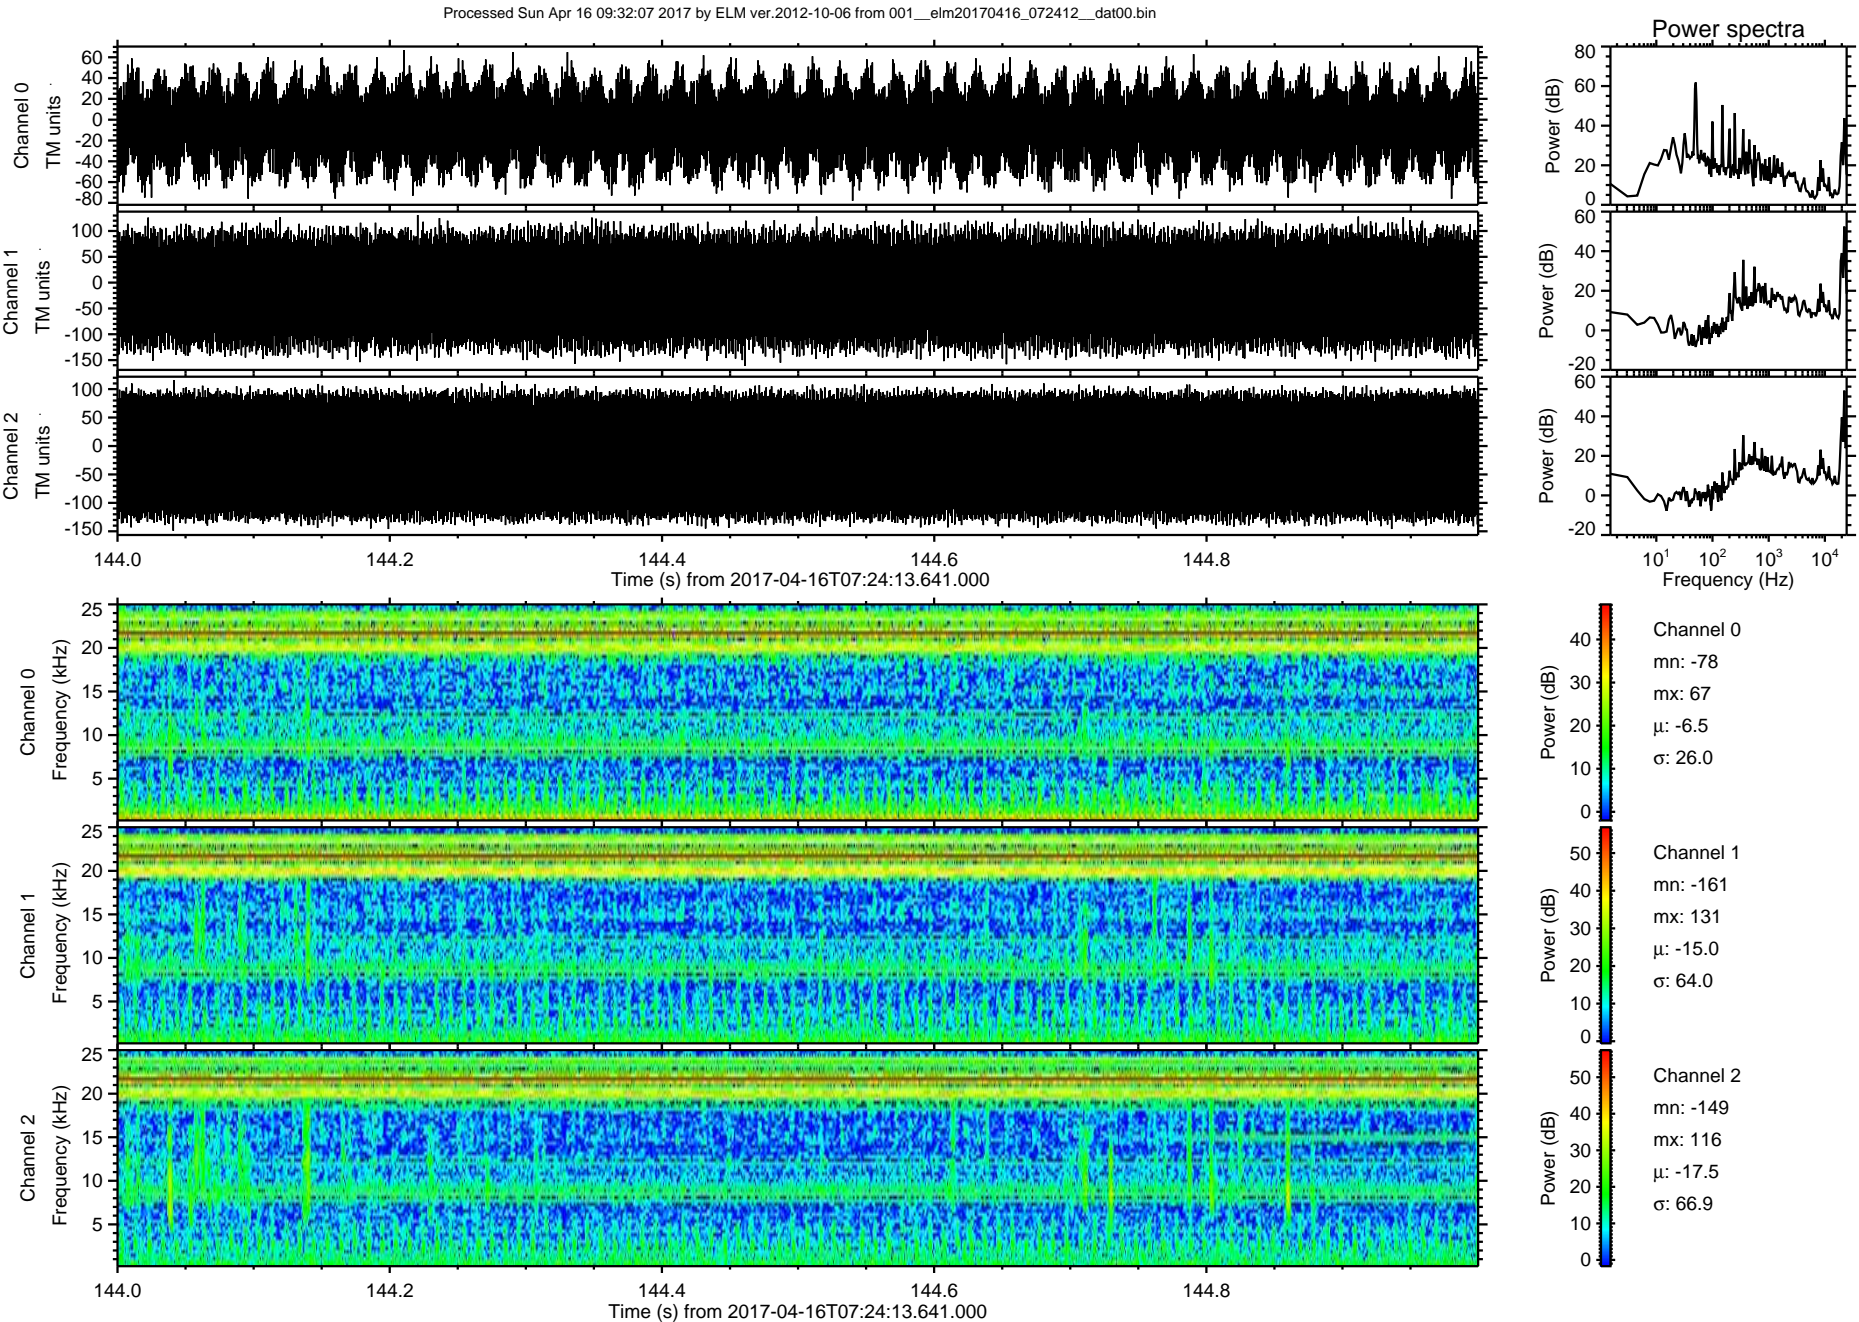 Processed Sun Apr 16 09:32:07 2017 by ELM ver.2012-10-06 from 001__elm20170416_072412__dat00.bin
Power spectra
Channel 0
TM units
60
40
20
0
-20
-40
-60
-80
Power (dB)
80
60
40
20
0
Channel 1
TM units
100
50
0
-50
-100
-150
Power (dB)
60
40
20
0
-20
Channel 2
TM units
100
50
0
-50
-100
-150
Power (dB)
60
40
20
0
-20
144.0 144.2 144.4 144.6 144.8
Time (s) from 2017-04-16T07:24:13.641.000
10^1 10^2 10^3 10^4
Frequency (Hz)
Channel 0
Frequency (kHz)
25
20
15
10
5
Power (dB)
40
30
20
10
0
Channel 0
mn: -78
mx: 67
μ: -6.5
σ: 26.0
Channel 1
Frequency (kHz)
25
20
15
10
5
Power (dB)
50
40
30
20
10
0
Channel 1
mn: -161
mx: 131
μ: -15.0
σ: 64.0
Channel 2
Frequency (kHz)
25
20
15
10
5
Power (dB)
50
40
30
20
10
0
Channel 2
mn: -149
mx: 116
μ: -17.5
σ: 66.9
144.0 144.2 144.4 144.6 144.8
Time (s) from 2017-04-16T07:24:13.641.000